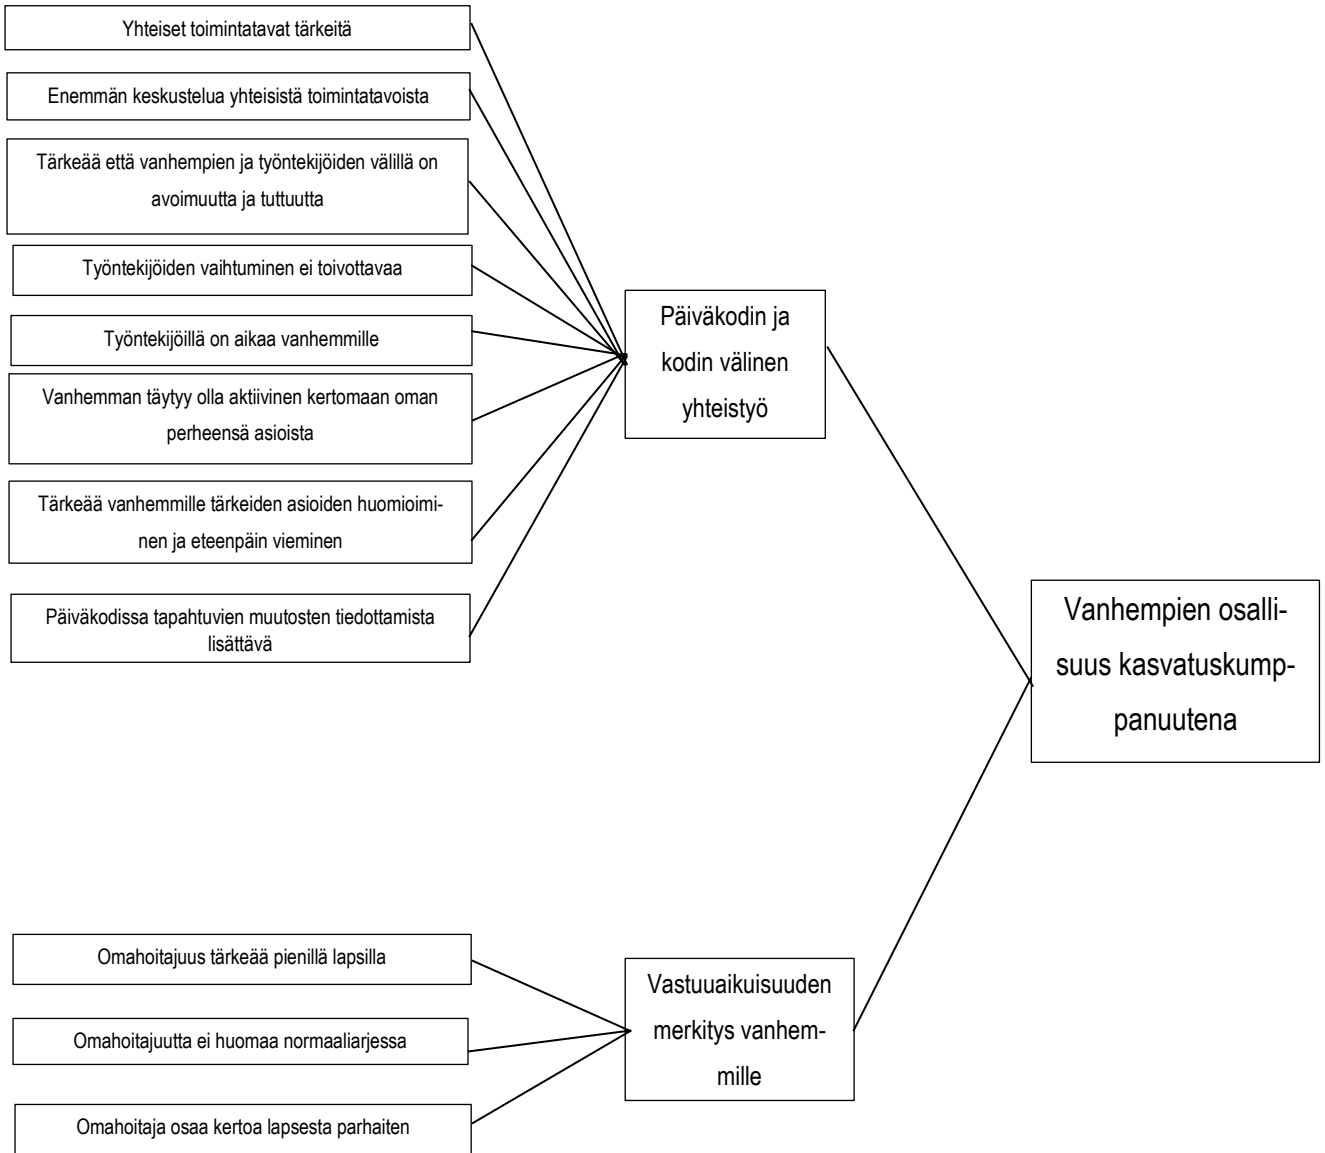 Yhteiset toimintatavat tärkeitä
Enemmän keskustelua yhteisistä toimintatavoista
Tärkeää että vanhempien ja työntekijöiden välillä on
avoimuutta ja tuttuutta
Työntekijöiden vaihtuminen ei toivottavaa
Työntekijöillä on aikaa vanhemmille
Vanhemman täytyy olla aktiivinen kertomaan oman
perheensä asioista
Tärkeää vanhemmille tärkeiden asioiden huomioimi-
nen ja eteenpäin vieminen
Päiväkodissa tapahtuvien muutosten tiedottamista
lisättävä
Päiväkodin ja
kodin välinen
yhteistyö
Vanhempien osalli-
suus kasvatuskump-
panuutena
Omahoitajuus tärkeää pienillä lapsilla
Omahoitajuutta ei huomaa normaaliarjessa
Omahoitaja osaa kertoa lapsesta parhaiten
Vastuuaikuisuuden
merkitys vanhem-
mille